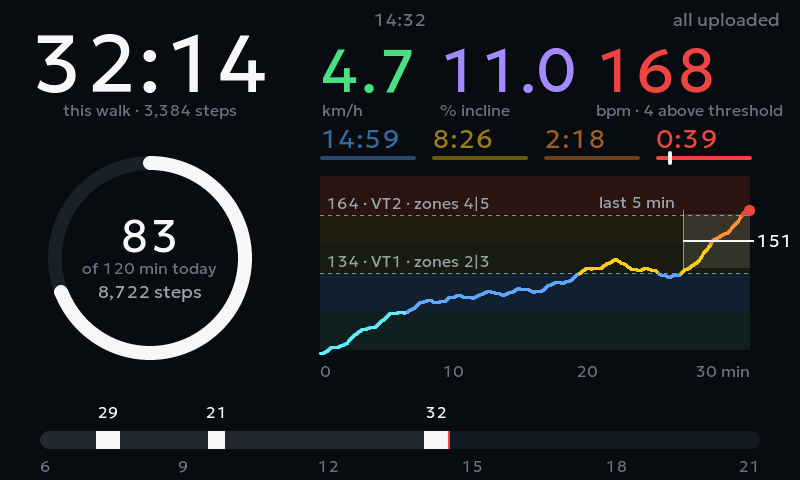 14:32
all uploaded
32:14
4.7
11.0
168
this walk · 3,384 steps
km/h
% incline
bpm · 4 above threshold
14:59
8:26
2:18
0:39
164 · VT2 · zones 4|5
last 5 min
151
134 · VT1 · zones 2|3
83
of 120 min today
8,722 steps
0
10
20
30 min
29
21
32
6
9
12
15
18
21